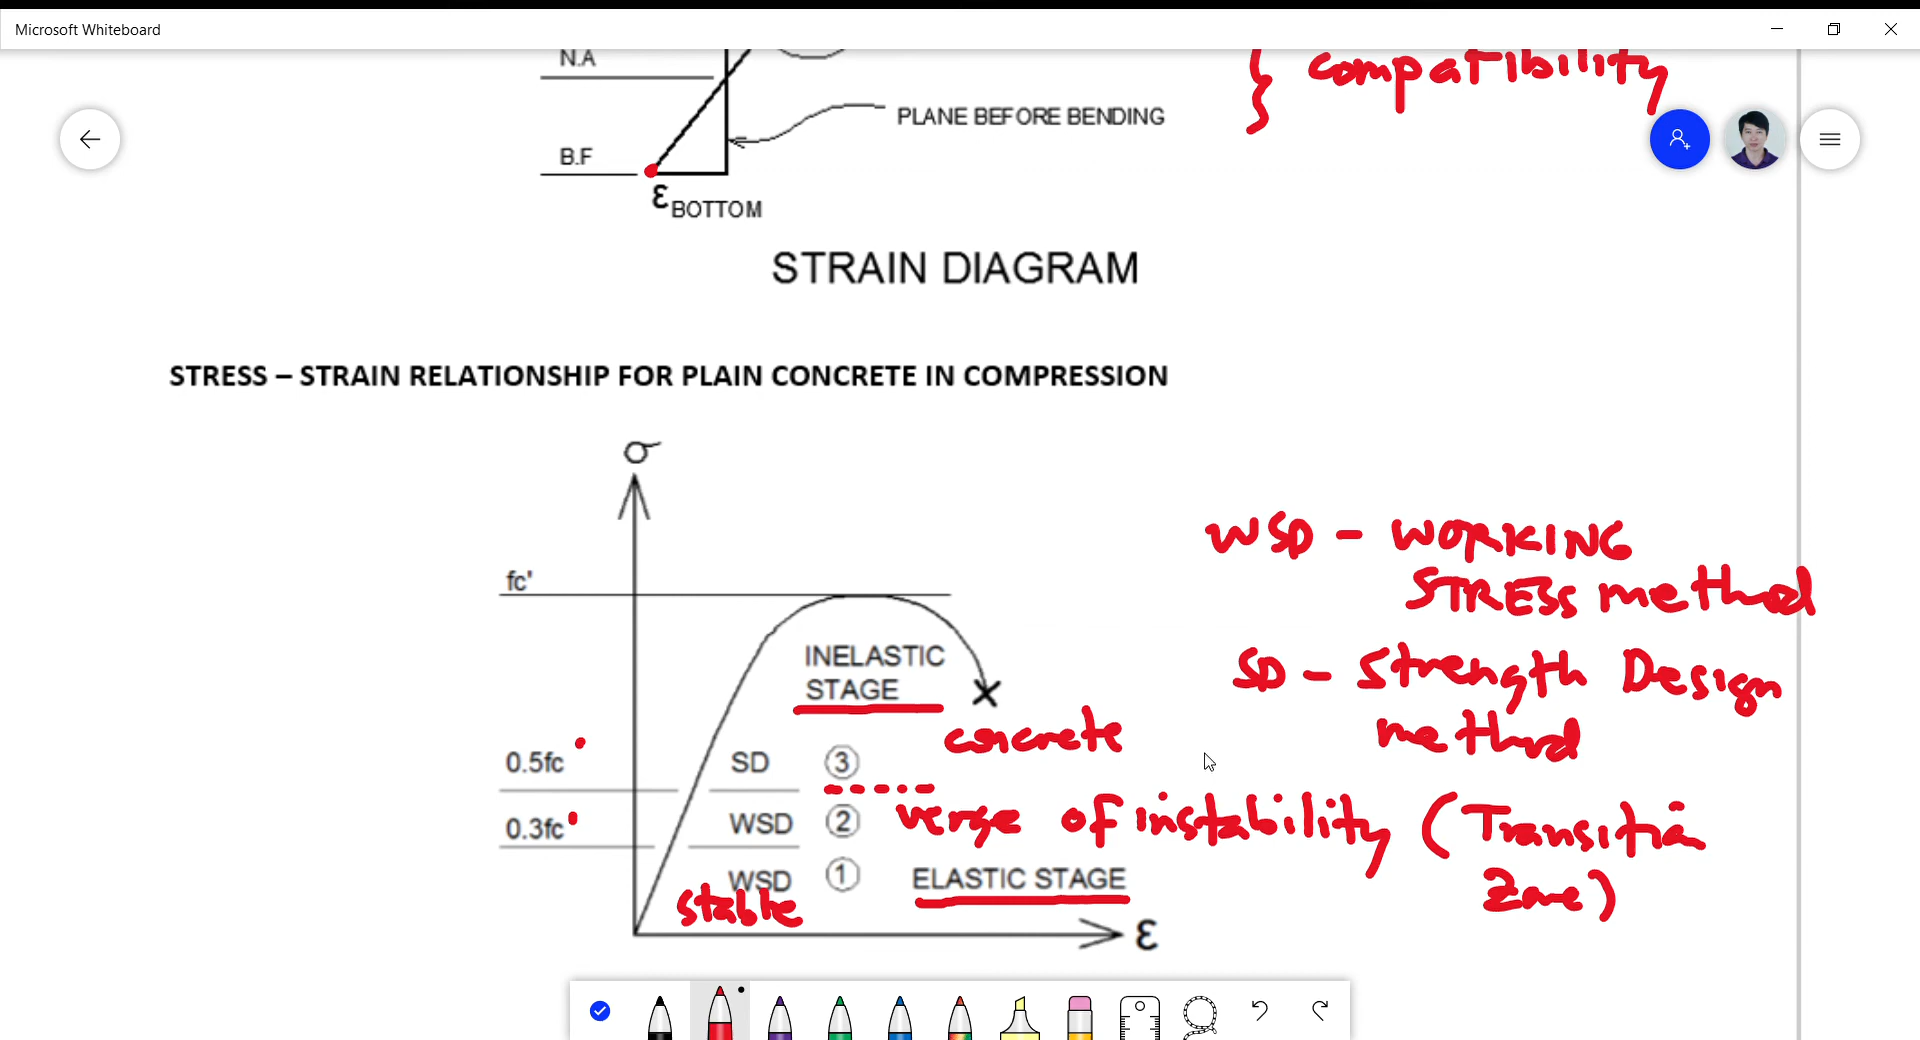 Microsoft Whiteboard
N.A
compatibility
PLANE BEFORE BENDING
B.F
ε BOTTOM
STRAIN DIAGRAM
STRESS – STRAIN RELATIONSHIP FOR PLAIN CONCRETE IN COMPRESSION
σ
WSD - WORKING
STRESS method
fc'
INELASTIC
STAGE
SD - Strength Design
method
concrete
0.5fc' SD 3
0.3fc' WSD 2 verge of instability (Transition
Zone)
WSD 1 ELASTIC STAGE
stable
ε